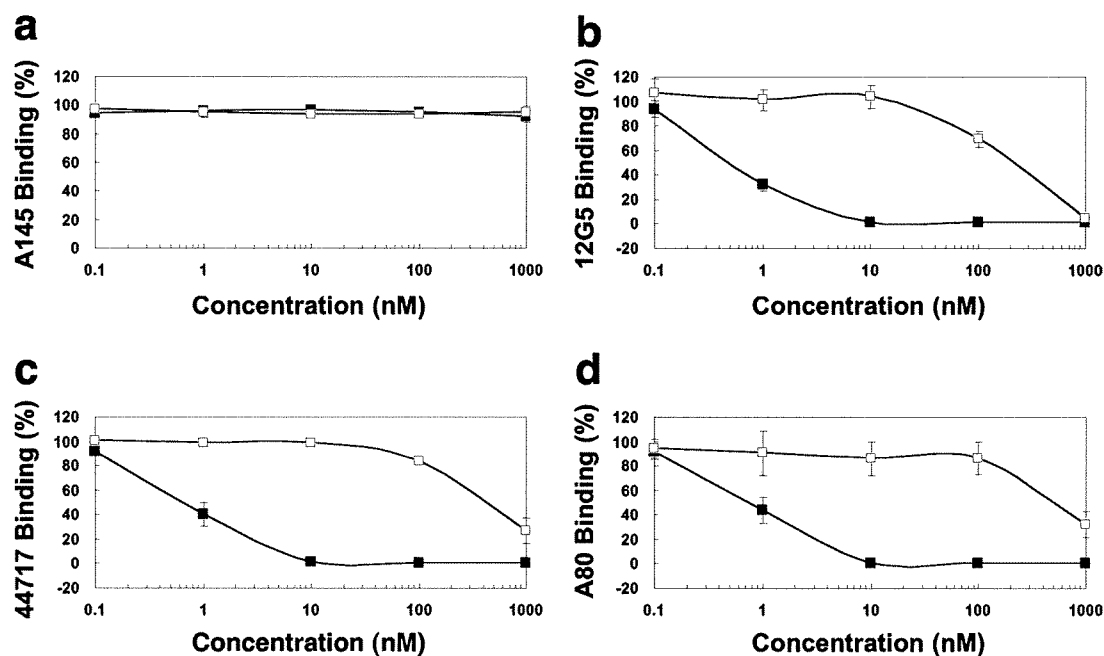 a
A145 Binding (%)
120
100
80
60
40
20
0
0.1 1 10 100 1000
Concentration (nM)
b
12G5 Binding (%)
120
100
80
60
40
20
0
-20
0.1 1 10 100 1000
Concentration (nM)
c
44717 Binding (%)
120
100
80
60
40
20
0
-20
0.1 1 10 100 1000
Concentration (nM)
d
A80 Binding (%)
120
100
80
60
40
20
0
-20
0.1 1 10 100 1000
Concentration (nM)